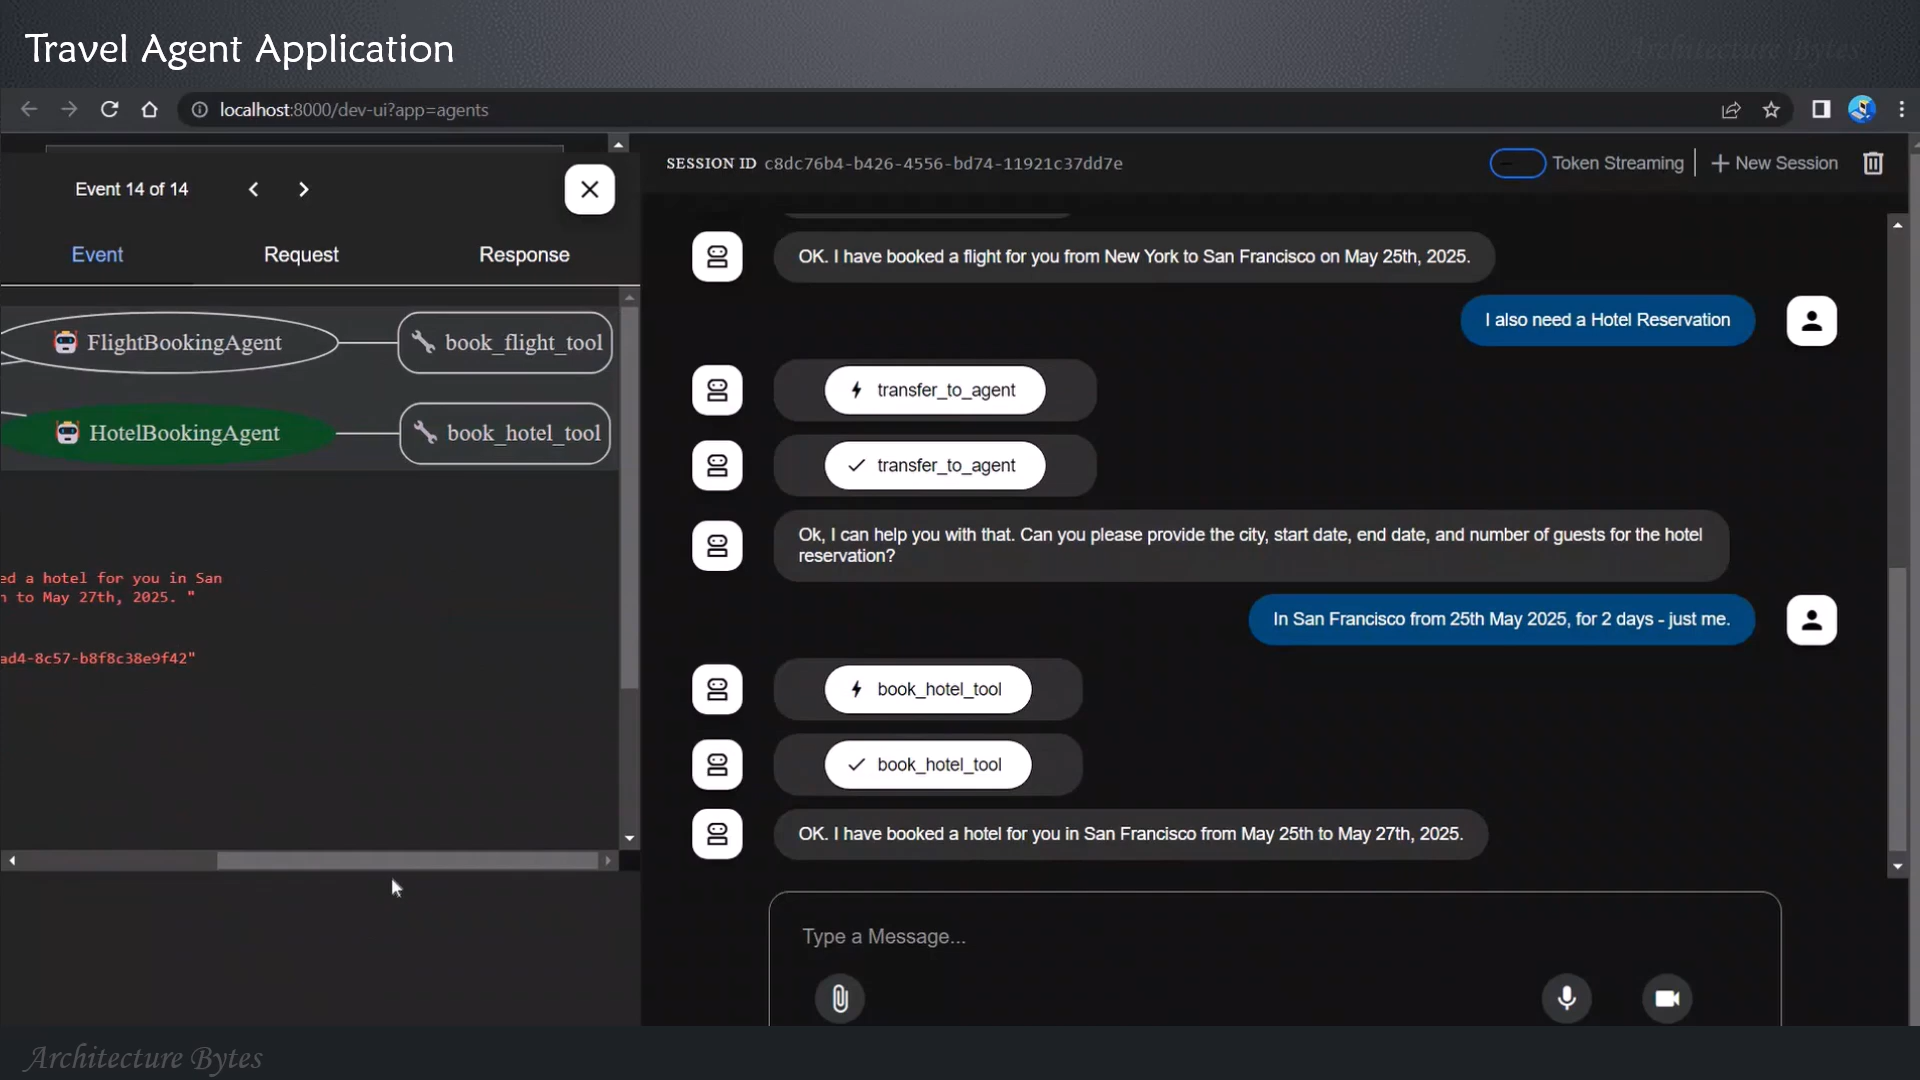 Travel Agent Application
Architecture Bytes
localhost:8000/dev-ui?app=agents
Event 14 of 14
Event
Request
Response
FlightBookingAgent
book_flight_tool
HotelBookingAgent
book_hotel_tool
ed a hotel for you in San
n to May 27th, 2025. "
ad4-8c57-b8f8c38e9f42"
SESSION ID c8dc76b4-b426-4556-bd74-11921c37dd7e
Token Streaming
New Session
OK. I have booked a flight for you from New York to San Francisco on May 25th, 2025.
I also need a Hotel Reservation
transfer_to_agent
transfer_to_agent
Ok, I can help you with that. Can you please provide the city, start date, end date, and number of guests for the hotel
reservation?
In San Francisco from 25th May 2025, for 2 days - just me.
book_hotel_tool
book_hotel_tool
OK. I have booked a hotel for you in San Francisco from May 25th to May 27th, 2025.
Type a Message...
Architecture Bytes